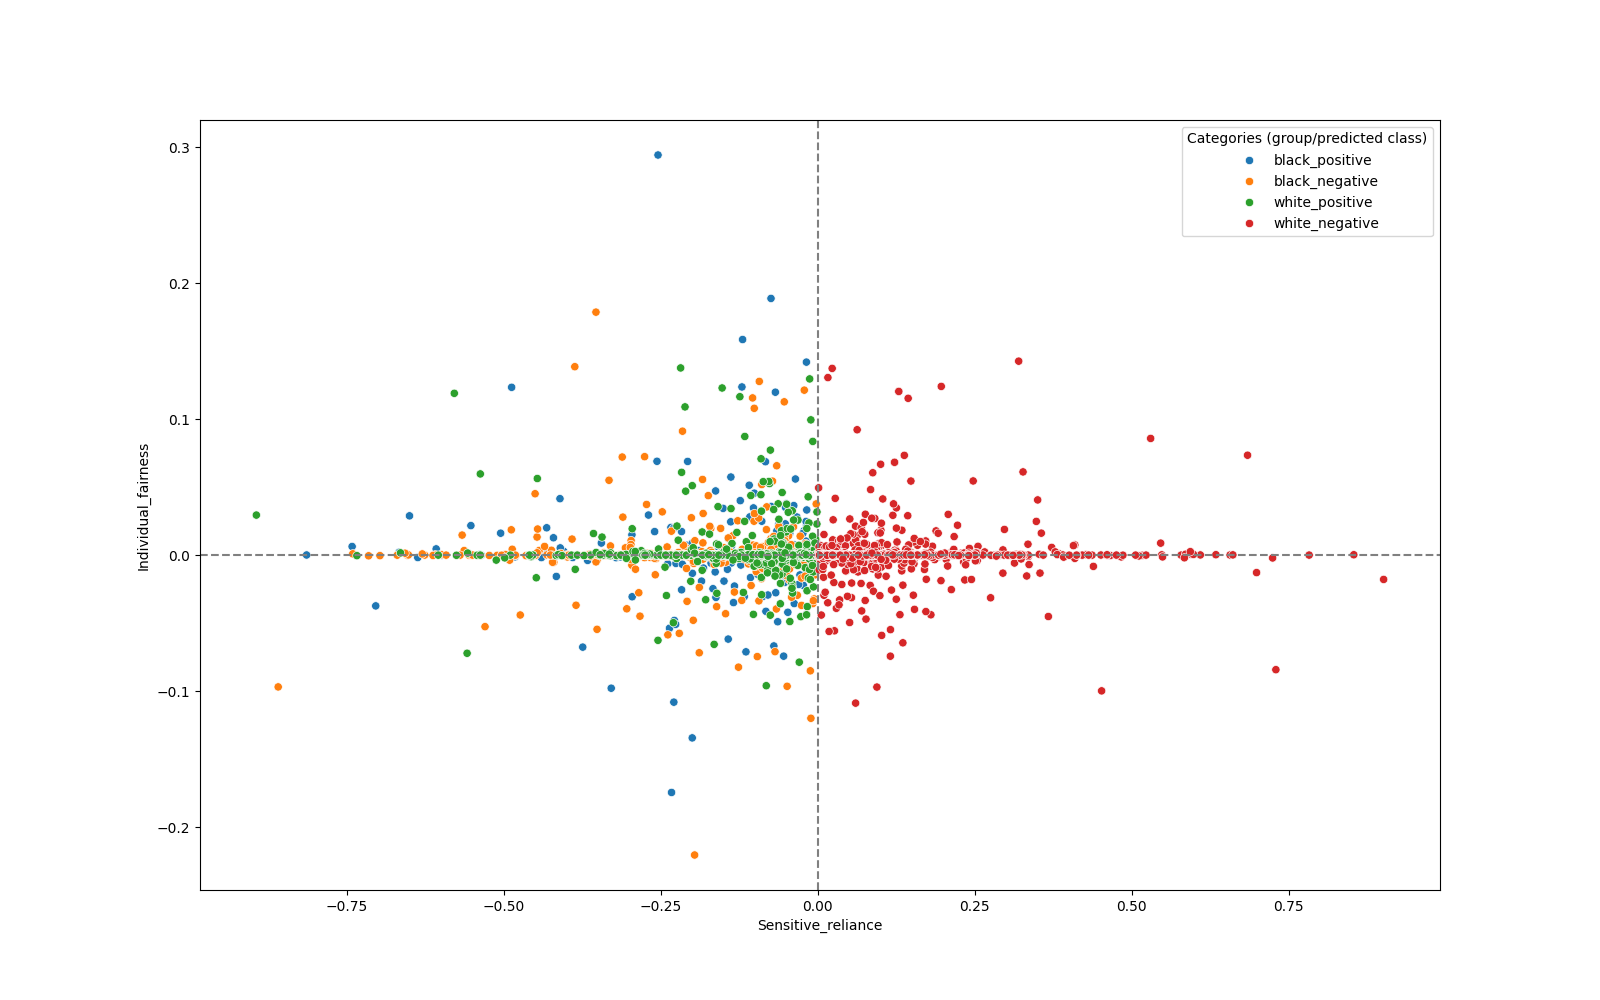 Categories (group/predicted class)
black_positive
black_negative
white_positive
white_negative
0.3
0.2
0.1
0.0
−0.1
−0.2
Individual_fairness
−0.75
−0.50
−0.25
0.00
0.25
0.50
0.75
Sensitive_reliance